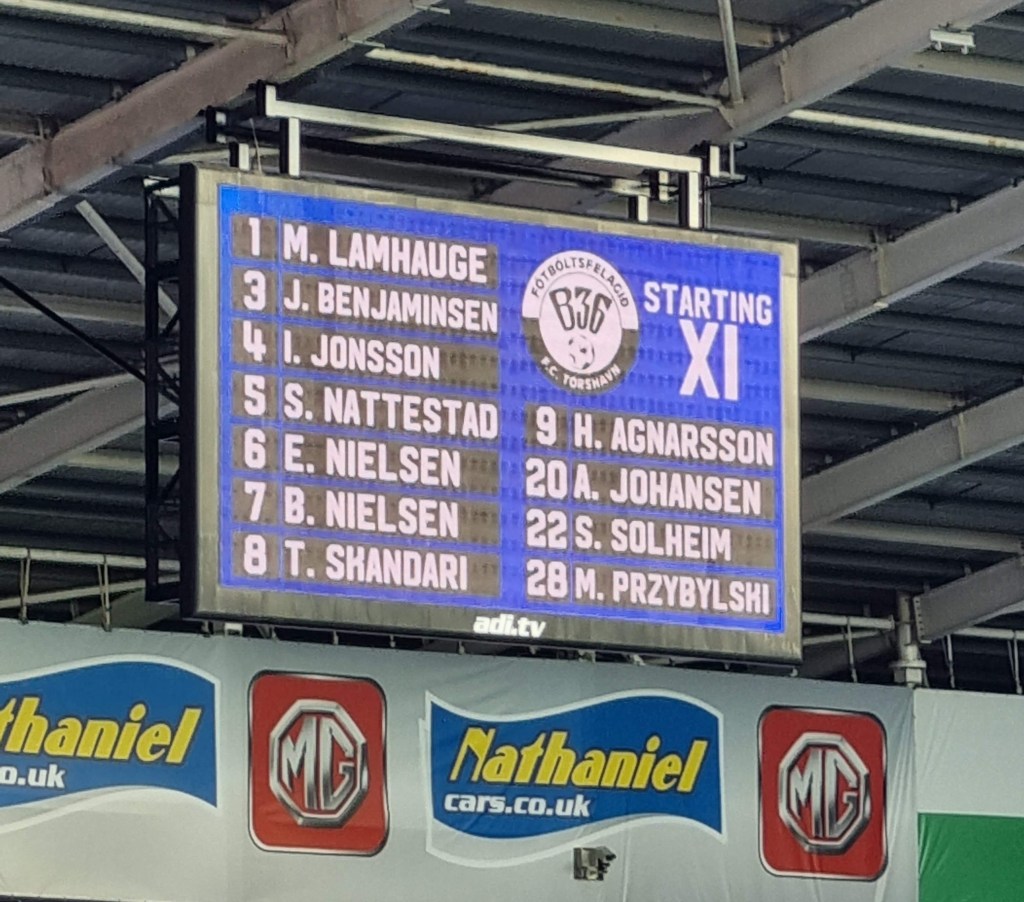 1 M. LAMHAUGE
3 J. BENJAMINSEN
4 I. JONSSON
5 S. NATTESTAD
6 E. NIELSEN
7 B. NIELSEN
8 T. SKANDARI
FÓTBÓLTSFELAGIÐ
B36
F.C. TÓRSHAVN
STARTING
XI
9 H. AGNARSSON
20 A. JOHANSEN
22 S. SOLHEIM
28 M. PRZYBYLSKI
adi.tv
thaniel
o.uk
MG
Nathaniel
cars.co.uk
MG